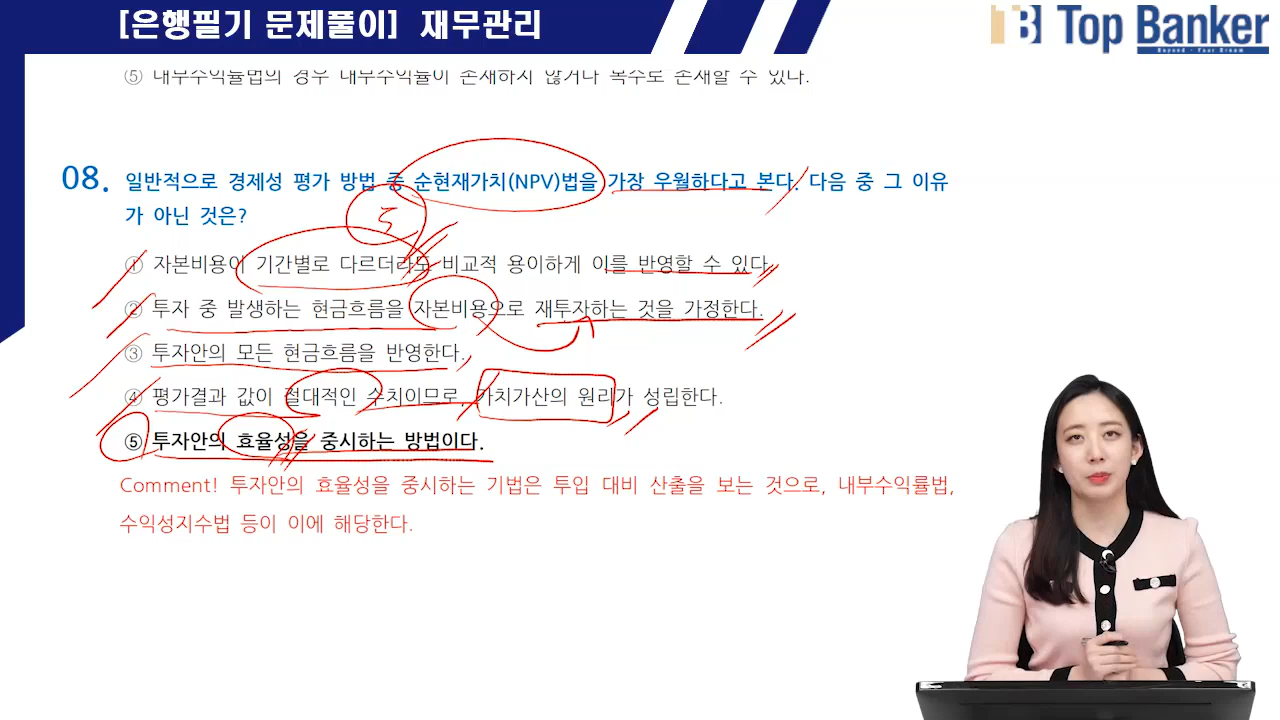 [은행필기 문제풀이] 재무관리
Top Banker
Beyond · Your Dream
⑤ 내부수익률법의 경우 내부수익률이 존재하지 않거나 복수로 존재할 수 있다.
08. 일반적으로 경제성 평가 방법 중 순현재가치(NPV)법을 가장 우월하다고 본다. 다음 중 그 이유
가 아닌 것은?
5
① 자본비용이 기간별로 다르더라도 비교적 용이하게 이를 반영할 수 있다.
② 투자 중 발생하는 현금흐름을 자본비용으로 재투자하는 것을 가정한다.
③ 투자안의 모든 현금흐름을 반영한다.
④ 평가결과 값이 절대적인 수치이므로, 가치가산의 원리가 성립한다.
⑤ 투자안의 효율성을 중시하는 방법이다.
Comment! 투자안의 효율성을 중시하는 기법은 투입 대비 산출을 보는 것으로, 내부수익률법,
수익성지수법 등이 이에 해당한다.